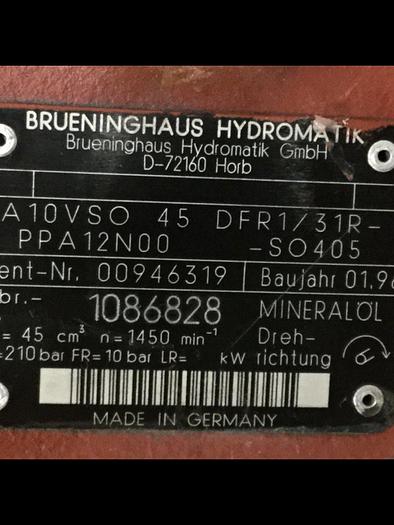 BRUENINGHAUS HYDROMATIK
Brueninghaus Hydromatik GmbH
D-72160 Horb
A10VSO 45 DFR1/31R-
PPA12N00 -SO405
ent-Nr. 00946319 Baujahr 01.96
br.- 1086828 MINERALÖL
= 45 cm³ n = 1450 min⁻¹ Dreh-
=210 bar FR= 10 bar LR= kW richtung
MADE IN GERMANY